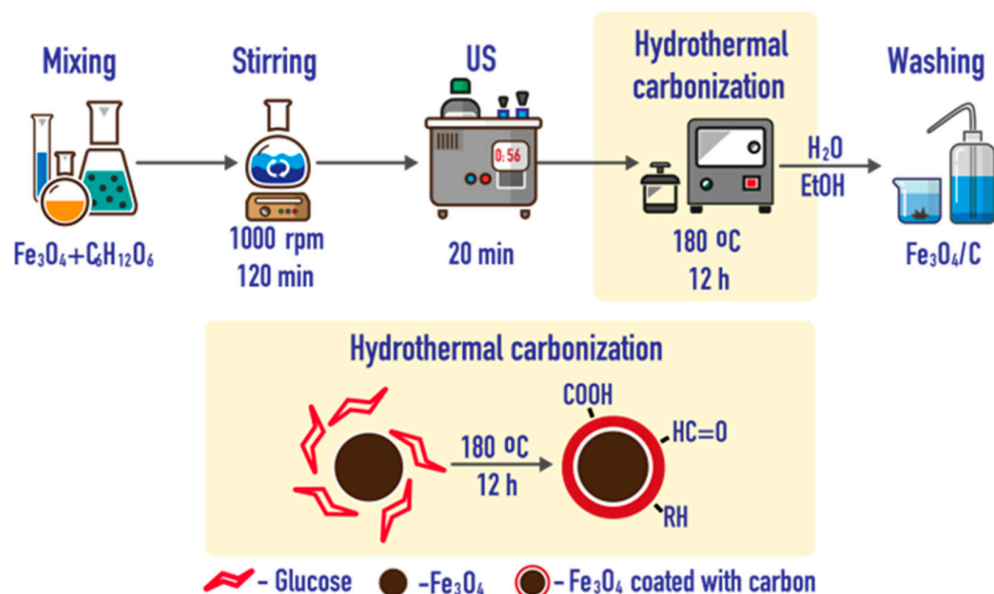 Mixing
Stirring
US
Hydrothermal
carbonization
Washing
0:56
H₂O
EtOH
Fe₃O₄+C₆H₁₂O₆
1000 rpm
120 min
20 min
180 ºC
12 h
Fe₃O₄/C
Hydrothermal carbonization
COOH
HC=O
180 ºC
12 h
RH
- Glucose
-Fe₃O₄
- Fe₃O₄ coated with carbon